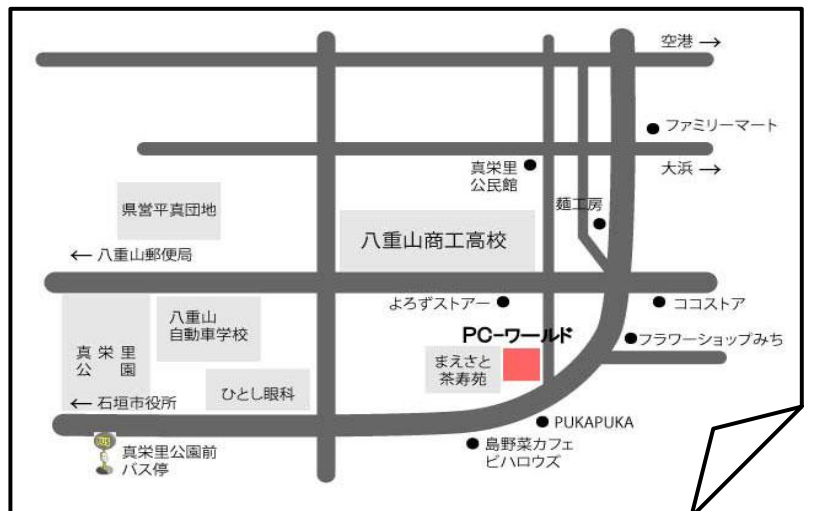 空港 →
ファミリーマート
大浜 →
真栄里
公民館
麺工房
県営平真団地
八重山商工高校
← 八重山郵便局
よろずストアー
ココストア
八重山
自動車学校
PC-ワールド
フラワーショップみち
真 栄 里
公 園
まえさと
茶寿苑
ひとし眼科
← 石垣市役所
PUKAPUKA
島野菜カフェ
ビハロウズ
真栄里公園前
バス停